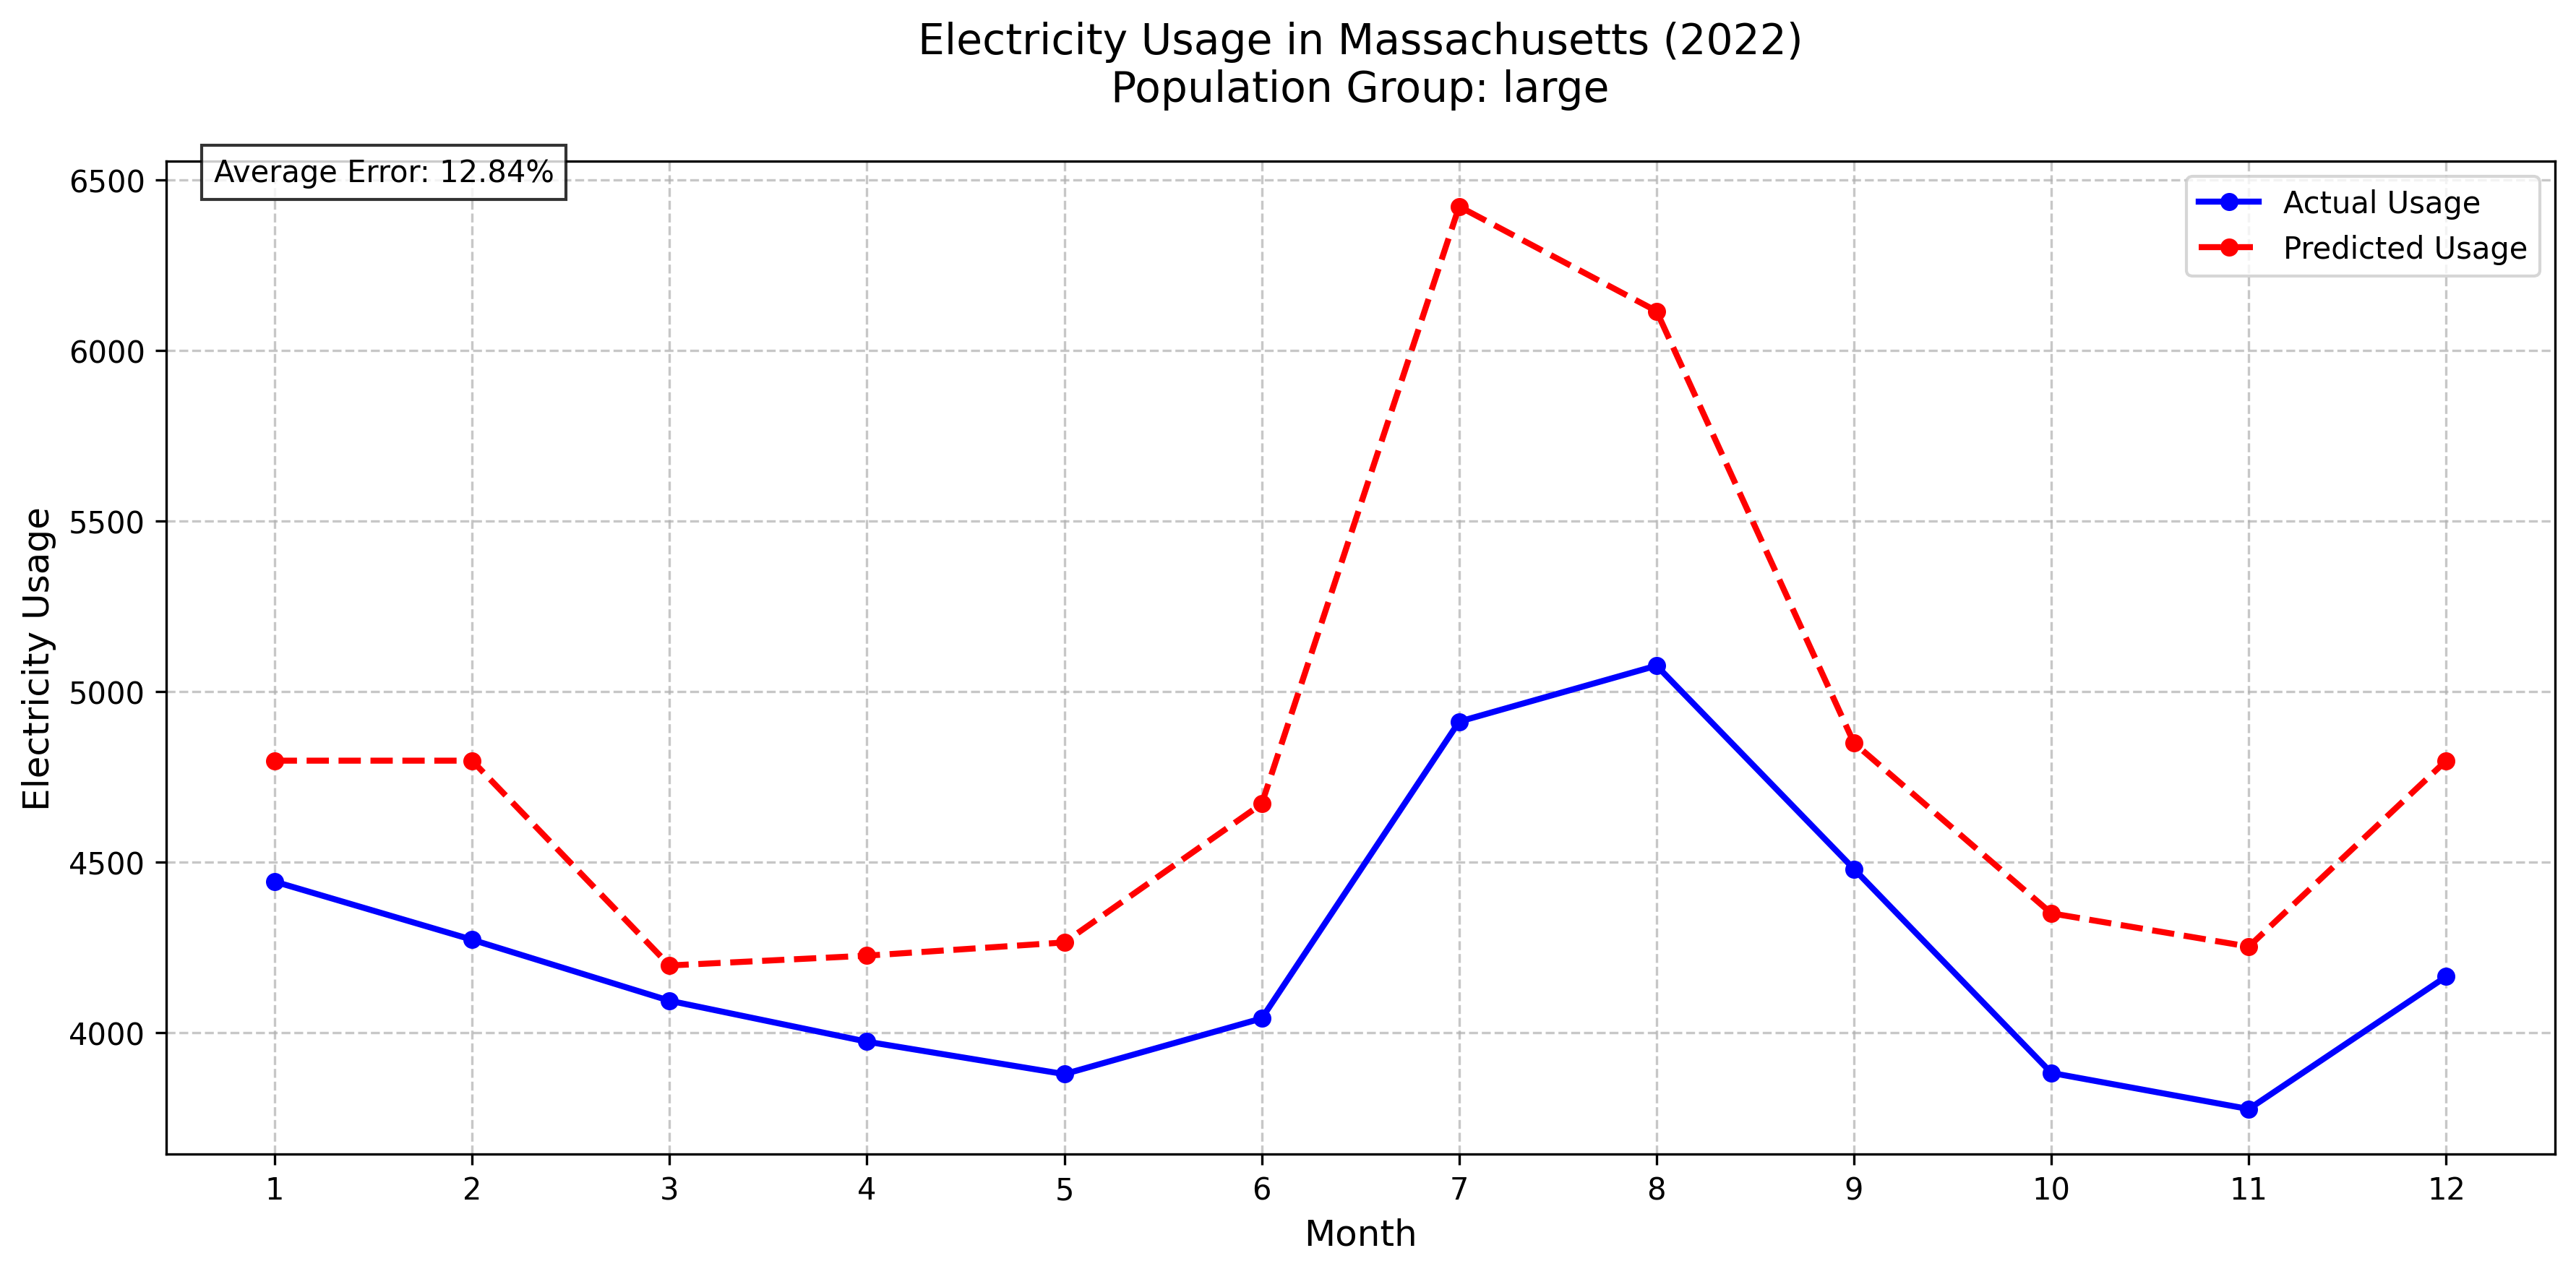 Electricity Usage in Massachusetts (2022)
Population Group: large
Average Error: 12.84%
Actual Usage
Predicted Usage
Electricity Usage
6500
6000
5500
5000
4500
4000
1 2 3 4 5 6 7 8 9 10 11 12
Month